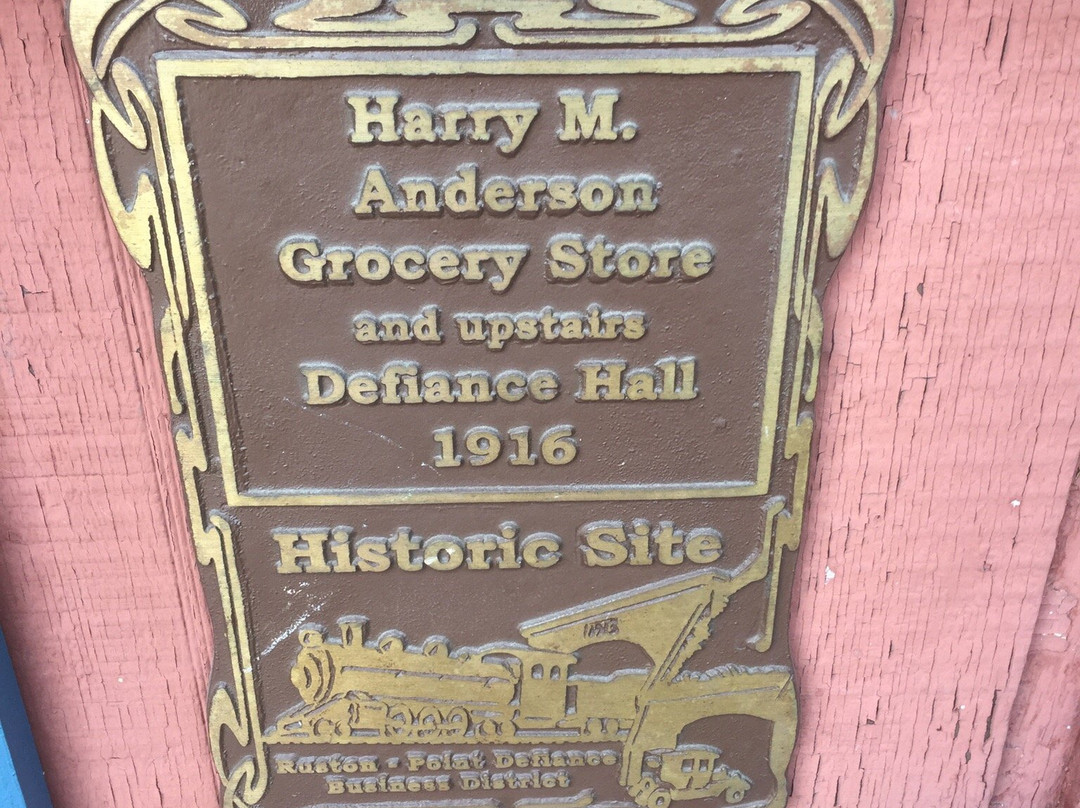 Harry M.
Anderson
Grocery Store
and upstairs
Defiance Hall
1916
Historic Site
Ruston - Point Defiance
Business District